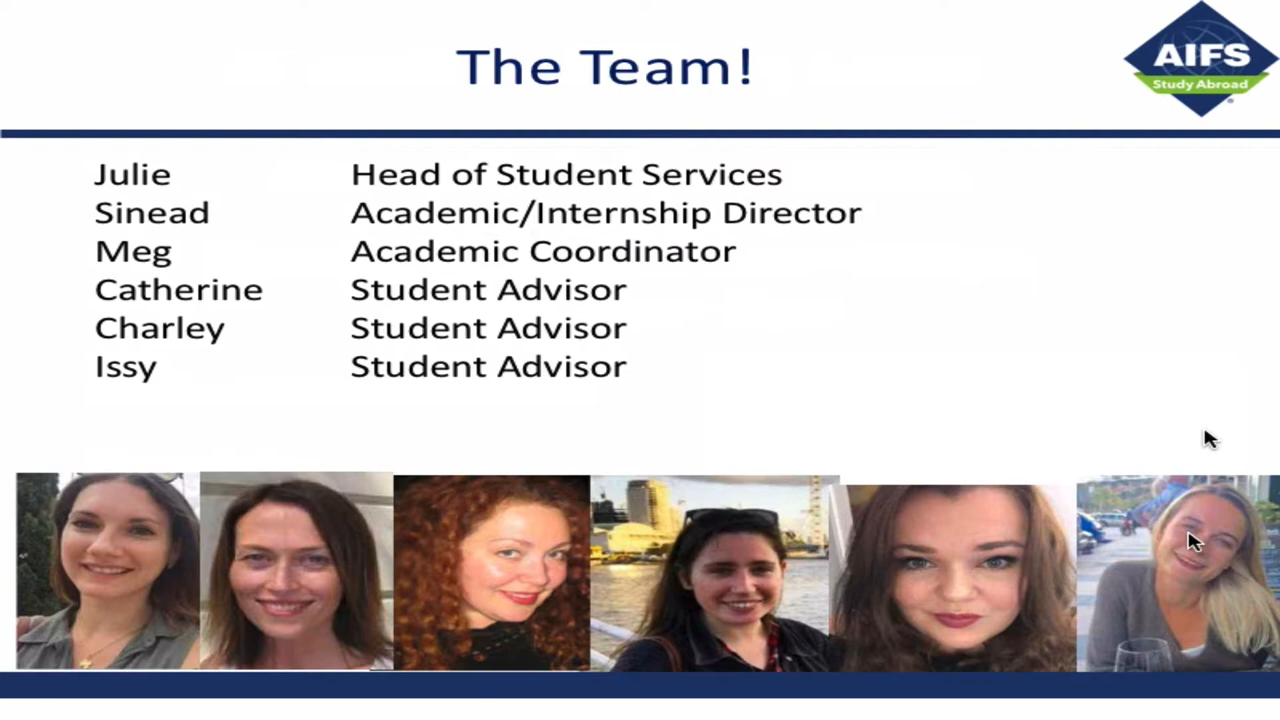 The Team!
AIFS
Study Abroad
Julie Head of Student Services
Sinead Academic/Internship Director
Meg Academic Coordinator
Catherine Student Advisor
Charley Student Advisor
Issy Student Advisor